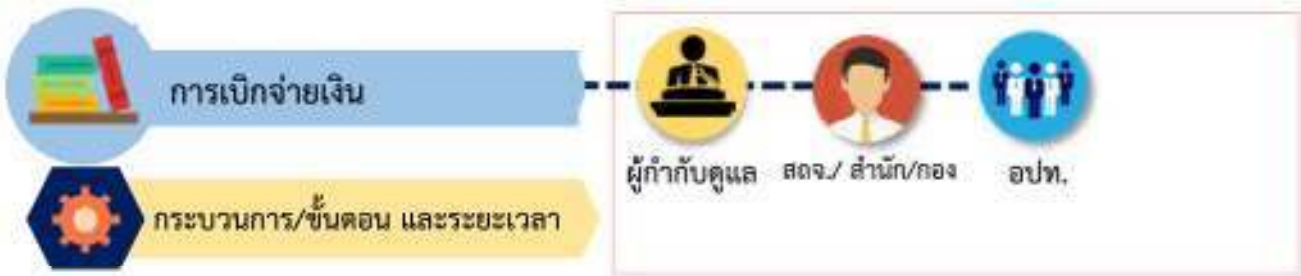 การเบิกจ่ายเงิน
ผู้กำกับดูแล สถจ./ สำนัก/กอง อปท.
กระบวนการ/ขั้นตอน และระยะเวลา